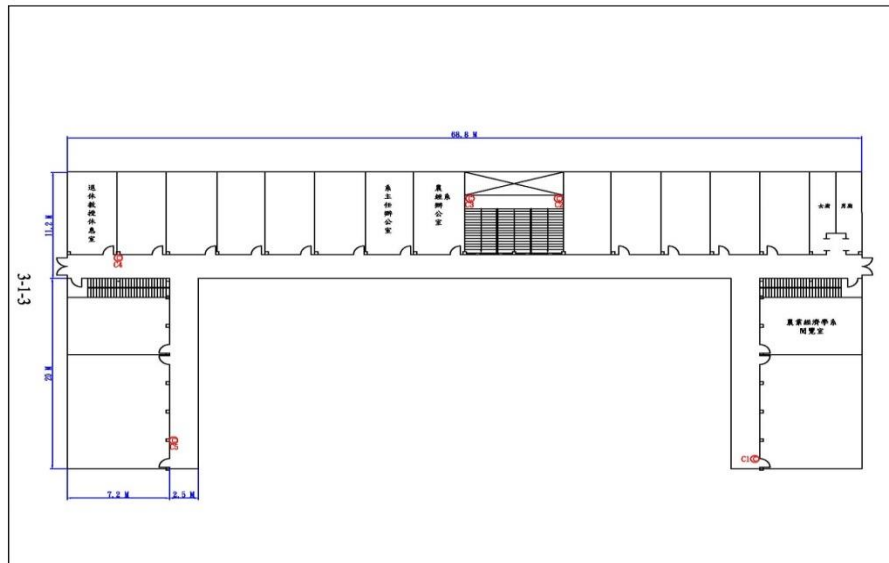 68.8 M
退休教授休息室
系主任辦公室
農經系辦公室
女廁
男廁
11.2 M
C4
3-1-3
農業經濟學系
閱覽室
20 M
C1
7.2 M
2.5 M